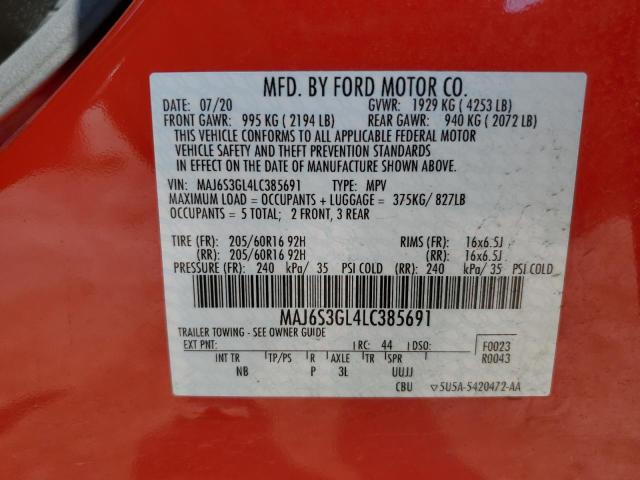 MFD. BY FORD MOTOR CO.
DATE: 07/20 GVWR: 1929 KG ( 4253 LB)
FRONT GAWR: 995 KG ( 2194 LB) REAR GAWR: 940 KG ( 2072 LB)
THIS VEHICLE CONFORMS TO ALL APPLICABLE FEDERAL MOTOR
VEHICLE SAFETY AND THEFT PREVENTION STANDARDS
IN EFFECT ON THE DATE OF MANUFACTURE SHOWN ABOVE.
VIN: MAJ6S3GL4LC385691 TYPE: MPV
MAXIMUM LOAD = OCCUPANTS + LUGGAGE = 375KG/ 827LB
OCCUPANTS = 5 TOTAL; 2 FRONT, 3 REAR
TIRE (FR): 205/60R16 92H RIMS (FR): 16x6.5J
(RR): 205/60R16 92H (RR): 16x6.5J
PRESSURE (FR): 240 kPa/ 35 PSI COLD (RR): 240 kPa/ 35 PSI COLD
MAJ6S3GL4LC385691
TRAILER TOWING - SEE OWNER GUIDE
EXT PNT: RC: 44 DSO: F0023
R0043
INT TR TP/PS R AXLE TR SPR
NB P 3L UUJJ
CBU 5U5A-5420472-AA